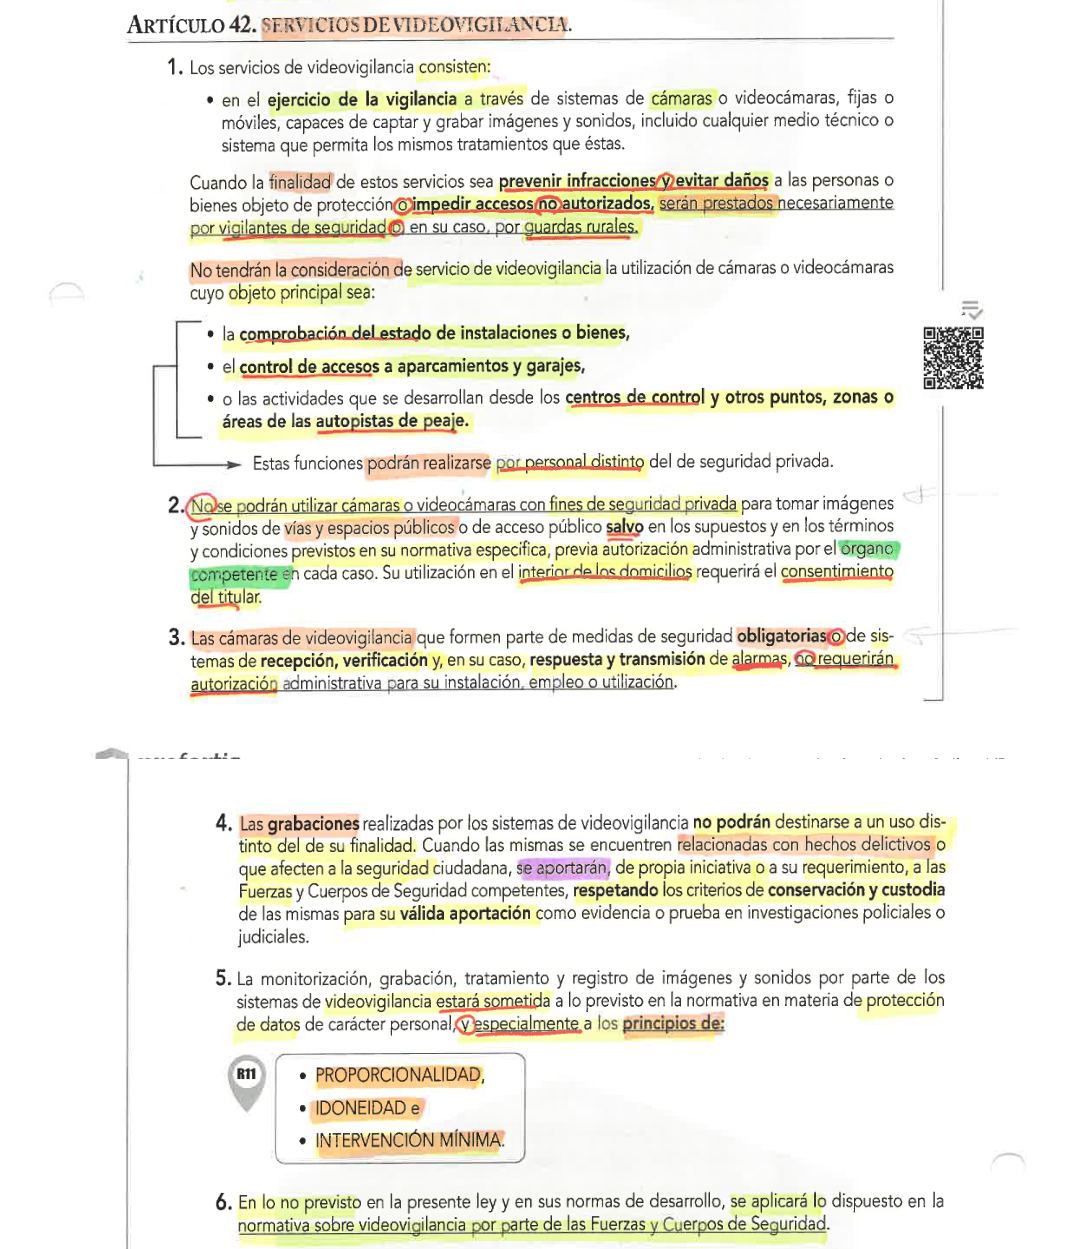 ARTÍCULO 42. SERVICIOS DE VIDEOVIGILANCIA.
1. Los servicios de videovigilancia consisten:
• en el ejercicio de la vigilancia a través de sistemas de cámaras o videocámaras, fijas o
móviles, capaces de captar y grabar imágenes y sonidos, incluido cualquier medio técnico o
sistema que permita los mismos tratamientos que éstas.
Cuando la finalidad de estos servicios sea prevenir infracciones y evitar daños a las personas o
bienes objeto de protección o impedir accesos no autorizados, serán prestados necesariamente
por vigilantes de seguridad o, en su caso, por guardas rurales.
No tendrán la consideración de servicio de videovigilancia la utilización de cámaras o videocámaras
cuyo objeto principal sea:
• la comprobación del estado de instalaciones o bienes,
• el control de accesos a aparcamientos y garajes,
• o las actividades que se desarrollan desde los centros de control y otros puntos, zonas o
áreas de las autopistas de peaje.
Estas funciones podrán realizarse por personal distinto del de seguridad privada.
2. No se podrán utilizar cámaras o videocámaras con fines de seguridad privada para tomar imágenes
y sonidos de vías y espacios públicos o de acceso público salvo en los supuestos y en los términos
y condiciones previstos en su normativa específica, previa autorización administrativa por el órgano
competente en cada caso. Su utilización en el interior de los domicilios requerirá el consentimiento
del titular.
3. Las cámaras de videovigilancia que formen parte de medidas de seguridad obligatorias o de sis-
temas de recepción, verificación y, en su caso, respuesta y transmisión de alarmas, no requerirán
autorización administrativa para su instalación, empleo o utilización.
4. Las grabaciones realizadas por los sistemas de videovigilancia no podrán destinarse a un uso dis-
tinto del de su finalidad. Cuando las mismas se encuentren relacionadas con hechos delictivos o
que afecten a la seguridad ciudadana, se aportarán, de propia iniciativa o a su requerimiento, a las
Fuerzas y Cuerpos de Seguridad competentes, respetando los criterios de conservación y custodia
de las mismas para su válida aportación como evidencia o prueba en investigaciones policiales o
judiciales.
5. La monitorización, grabación, tratamiento y registro de imágenes y sonidos por parte de los
sistemas de videovigilancia estará sometida a lo previsto en la normativa en materia de protección
de datos de carácter personal, y especialmente a los principios de:
R11
• PROPORCIONALIDAD,
• IDONEIDAD e
• INTERVENCIÓN MÍNIMA.
6. En lo no previsto en la presente ley y en sus normas de desarrollo, se aplicará lo dispuesto en la
normativa sobre videovigilancia por parte de las Fuerzas y Cuerpos de Seguridad.